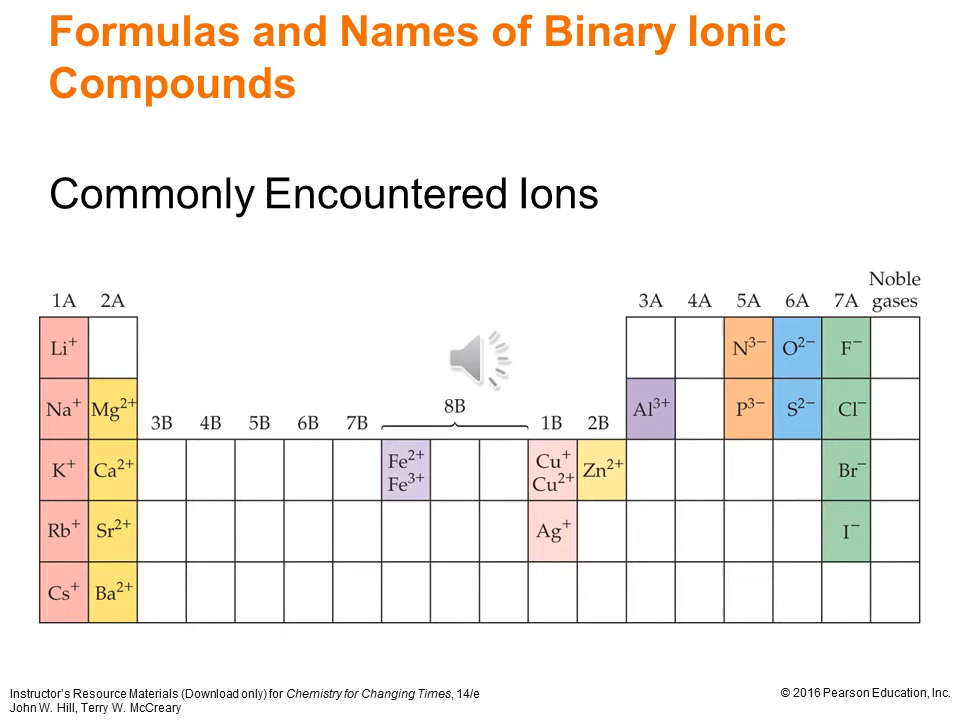 Formulas and Names of Binary Ionic
Compounds
Commonly Encountered Ions
Noble
1A 2A 3A 4A 5A 6A 7A gases
Li⁺ N³⁻ O²⁻ F⁻
Na⁺ Mg²⁺ 3B 4B 5B 6B 7B 8B 1B 2B Al³⁺ P³⁻ S²⁻ Cl⁻
K⁺ Ca²⁺ Fe²⁺ Fe³⁺ Cu⁺ Cu²⁺ Zn²⁺ Br⁻
Rb⁺ Sr²⁺ Ag⁺ I⁻
Cs⁺ Ba²⁺
Instructor's Resource Materials (Download only) for Chemistry for Changing Times, 14/e
John W. Hill, Terry W. McCreary
© 2016 Pearson Education, Inc.